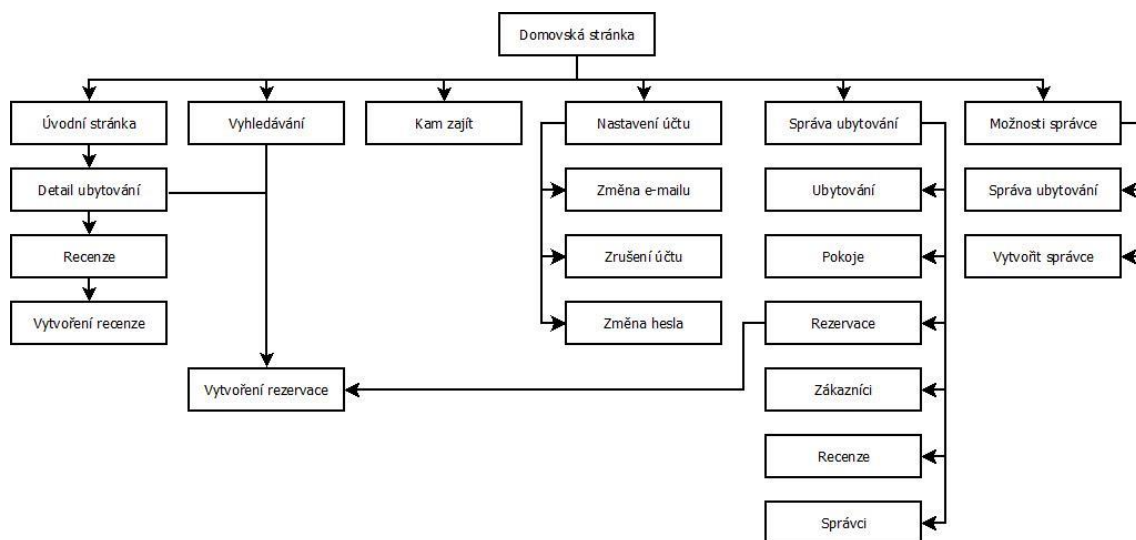 Domovská stránka
Úvodní stránka
Vyhledávání
Kam zajít
Nastavení účtu
Správa ubytování
Možnosti správce
Detail ubytování
Změna e-mailu
Ubytování
Správa ubytování
Recenze
Zrušení účtu
Pokoje
Vytvořit správce
Vytvoření recenze
Změna hesla
Rezervace
Vytvoření rezervace
Zákazníci
Recenze
Správci